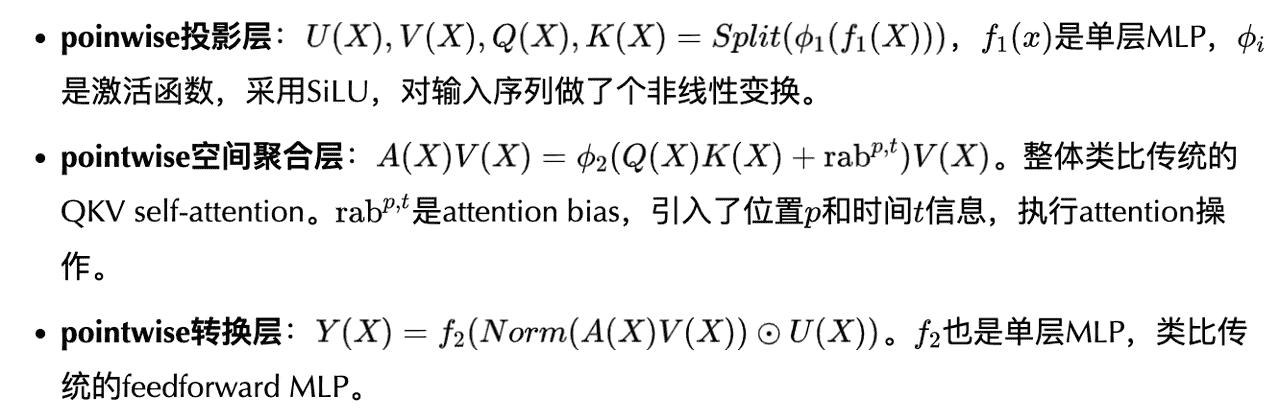 • poinwise投影层：U(X), V(X), Q(X), K(X) = Split(ϕ₁(f₁(X)))，f₁(x)是单层MLP，ϕᵢ
是激活函数，采用SiLU，对输入序列做了个非线性变换。
• pointwise空间聚合层：A(X)V(X) = ϕ₂(Q(X)K(X) + rab^{p,t})V(X)。整体类比传统的
QKV self-attention。rab^{p,t}是attention bias，引入了位置p和时间t信息，执行attention操
作。
• pointwise转换层：Y(X) = f₂(Norm(A(X)V(X)) ⊙ U(X))。f₂也是单层MLP，类比传
统的feedforward MLP。